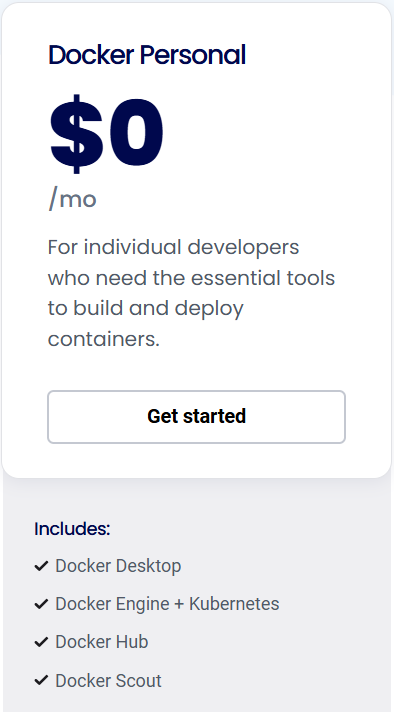 Docker Personal
$0
/mo
For individual developers
who need the essential tools
to build and deploy
containers.
Get started
Includes:
Docker Desktop
Docker Engine + Kubernetes
Docker Hub
Docker Scout